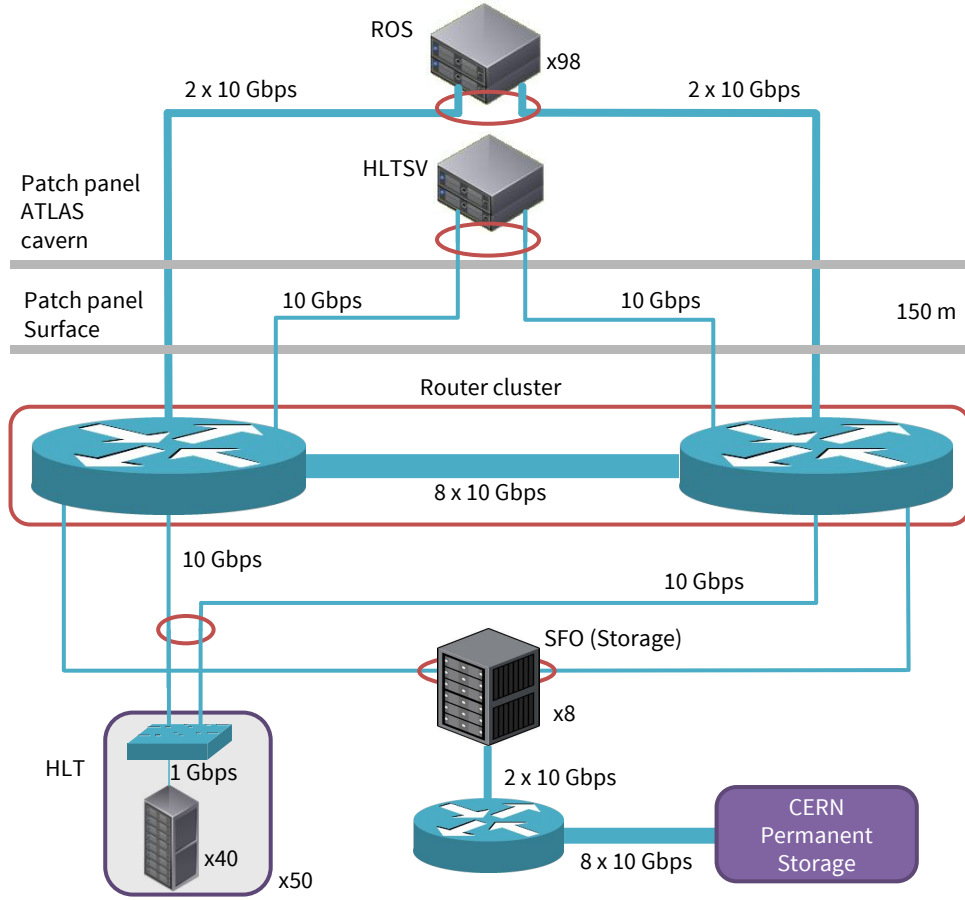 ROS
x98
2 x 10 Gbps
2 x 10 Gbps
HLTSV
Patch panel
ATLAS
cavern
10 Gbps
10 Gbps
Patch panel
Surface
150 m
Router cluster
8 x 10 Gbps
10 Gbps
10 Gbps
SFO (Storage)
x8
HLT
1 Gbps
x40
x50
2 x 10 Gbps
8 x 10 Gbps
CERN
Permanent
Storage